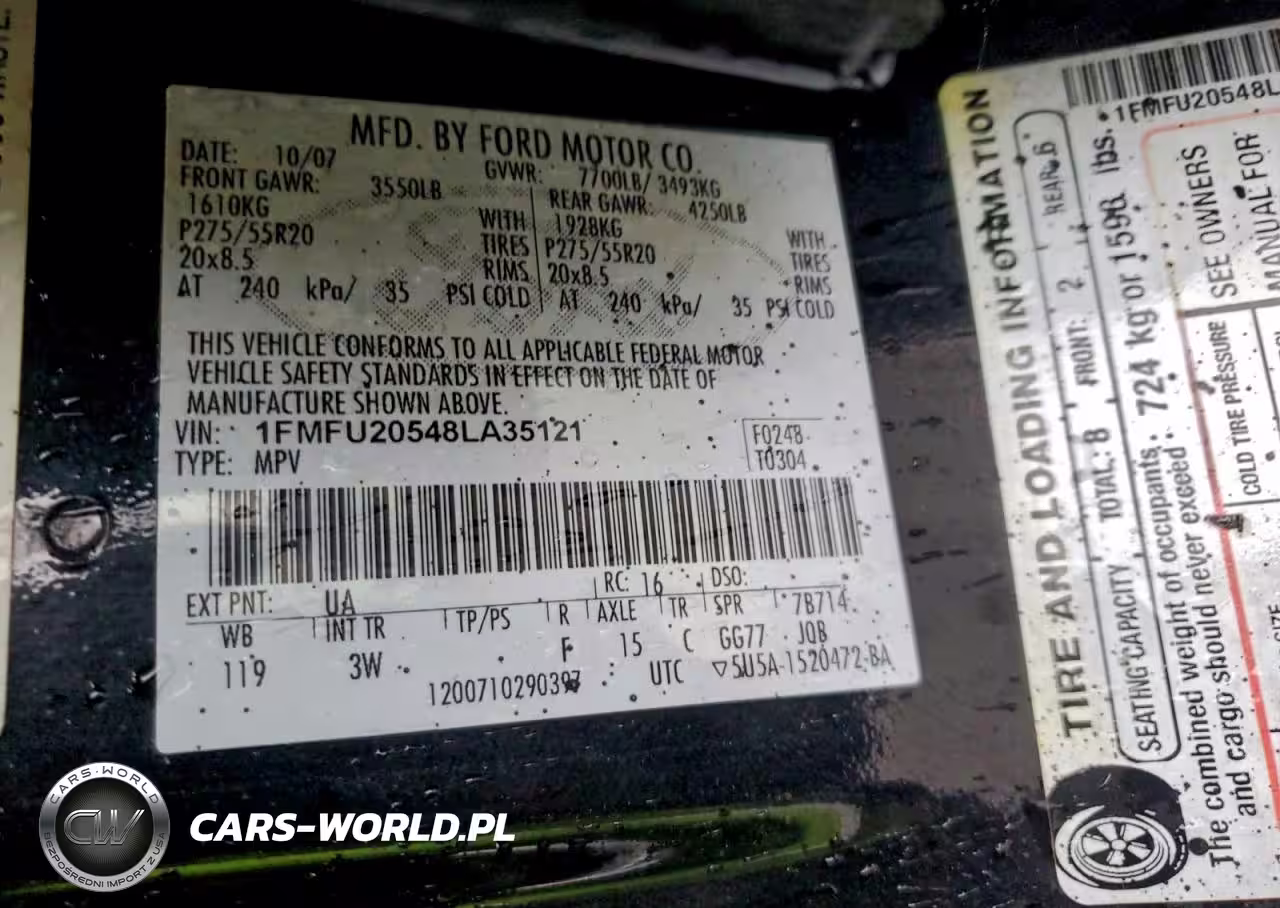 MFD. BY FORD MOTOR CO.
DATE: 10/07 GVWR: 7700LB/ 3493KG
FRONT GAWR: 3550LB REAR GAWR: 4250LB
1610KG WITH 1928KG WITH
P275/55R20 TIRES P275/55R20 TIRES
20x8.5 RIMS 20x8.5 RIMS
AT 240 kPa/ 35 PSI COLD AT 240 kPa/ 35 PSI COLD
THIS VEHICLE CONFORMS TO ALL APPLICABLE FEDERAL MOTOR
VEHICLE SAFETY STANDARDS IN EFFECT ON THE DATE OF
MANUFACTURE SHOWN ABOVE.
VIN: 1FMFU20548LA35121 F0248
TYPE: MPV T0304
EXT PNT: UA RC: 16 DSO:
WB INT TR TP/PS R AXLE TR SPR 7B714
119 3W F 15 C GG77 JQB
UTC ▽5U5A-1520472-BA
TIRE AND LOADING INFORMATION
1FMFU20548L
SEATING CAPACITY TOTAL: 8 FRONT: 2 REAR: 6
The combined weight of occupants: 724 kg or 1598 lbs.
and cargo should never exceed:
COLD TIRE PRESSURE SEE OWNERS
MANUAL FOR
CARS-WORLD
CW
BEZPOŚREDNI IMPORT Z USA
CARS-WORLD.PL